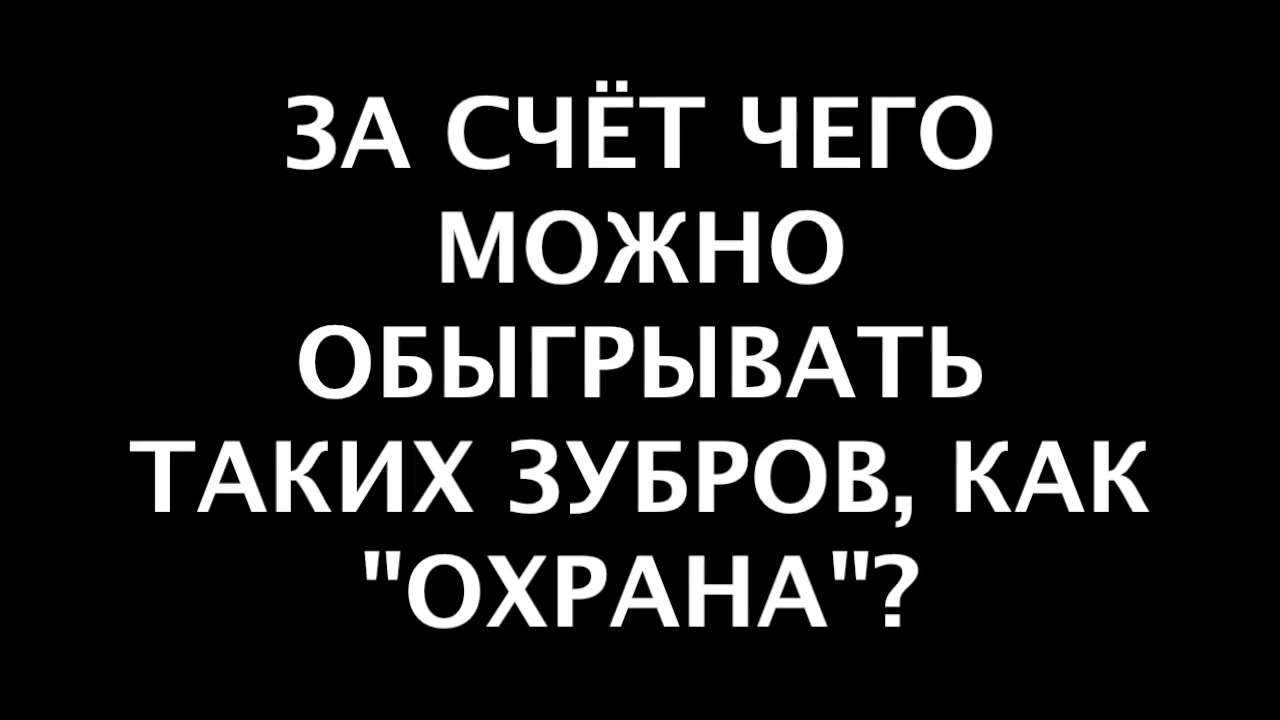 ЗА СЧЁТ ЧЕГО
МОЖНО
ОБЫГРЫВАТЬ
ТАКИХ ЗУБРОВ, КАК
"ОХРАНА"?